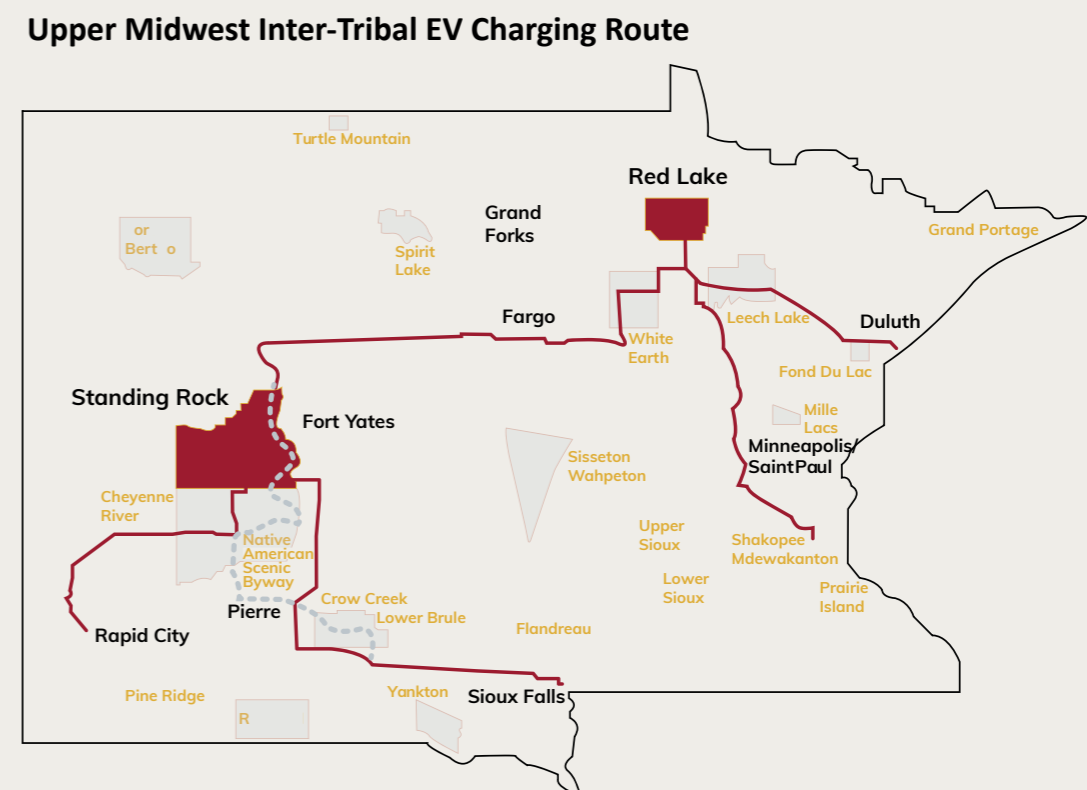 Upper Midwest Inter-Tribal EV Charging Route
Turtle Mountain
Red Lake
Grand
Forks
Grand Portage
or
Bert o
Spirit
Lake
Fargo
Leech Lake
Duluth
White
Earth
Fond Du Lac
Standing Rock
Fort Yates
Mille
Lacs
Minneapolis/
SaintPaul
Sisseton
Wahpeton
Cheyenne
River
Upper
Sioux
Shakopee
Mdewakanton
Native
American
Scenic
Byway
Lower
Sioux
Prairie
Island
Pierre
Crow Creek
Lower Brule
Flandreau
Rapid City
Pine Ridge
Yankton
Sioux Falls
R